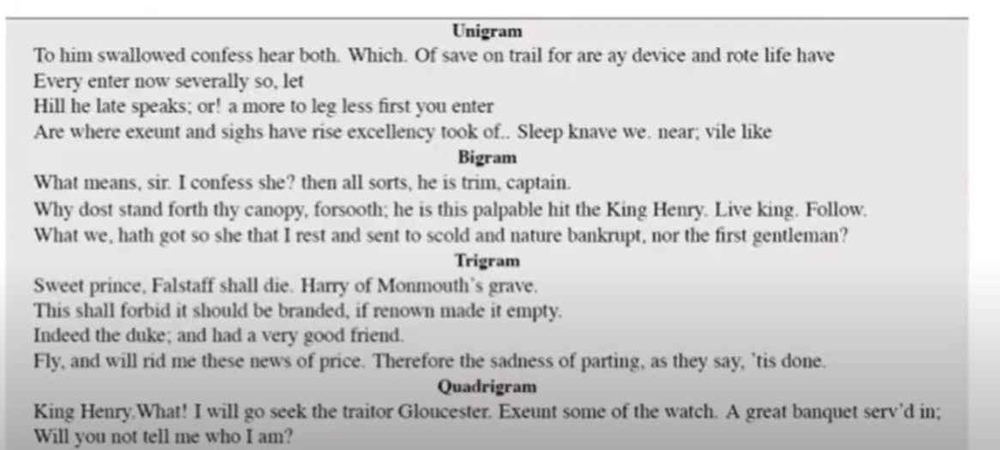 Unigram
To him swallowed confess hear both. Which. Of save on trail for are ay device and rote life have
Every enter now severally so, let
Hill he late speaks; or! a more to leg less first you enter
Are where exeunt and sighs have rise excellency took of.. Sleep knave we. near; vile like
Bigram
What means, sir. I confess she? then all sorts, he is trim, captain.
Why dost stand forth thy canopy, forsooth; he is this palpable hit the King Henry. Live king. Follow.
What we, hath got so she that I rest and sent to scold and nature bankrupt, nor the first gentleman?
Trigram
Sweet prince, Falstaff shall die. Harry of Monmouth's grave.
This shall forbid it should be branded, if renown made it empty.
Indeed the duke; and had a very good friend.
Fly, and will rid me these news of price. Therefore the sadness of parting, as they say, 'tis done.
Quadrigram
King Henry.What! I will go seek the traitor Gloucester. Exeunt some of the watch. A great banquet serv'd in;
Will you not tell me who I am?